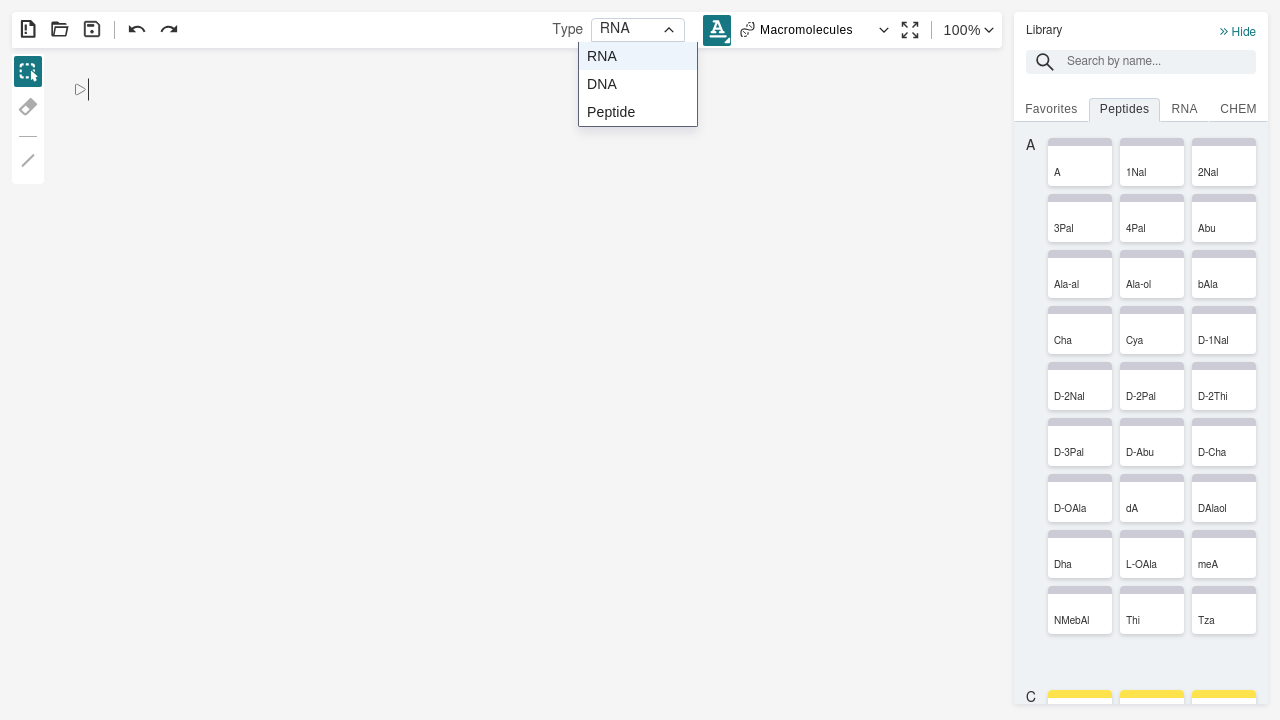 Type RNA Macromolecules 100%
RNA
DNA
Peptide
Library
Hide
Search by name...
Favorites Peptides RNA CHEM
A
A 1Nal 2Nal
3Pal 4Pal Abu
Ala-al Ala-ol bAla
Cha Cya D-1Nal
D-2Nal D-2Pal D-2Thi
D-3Pal D-Abu D-Cha
D-OAla dA DAlaol
Dha L-OAla meA
NMebAl Thi Tza
C